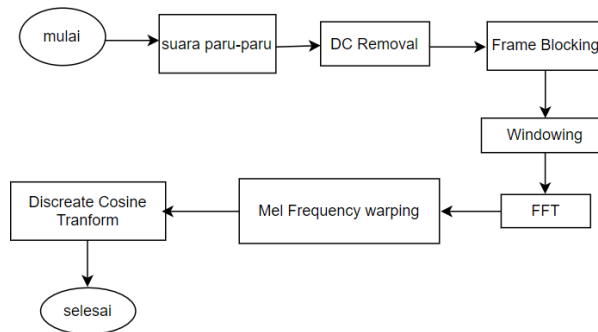 mulai
suara paru-paru
DC Removal
Frame Blocking
Windowing
FFT
Mel Frequency warping
Discreate Cosine
Tranform
selesai